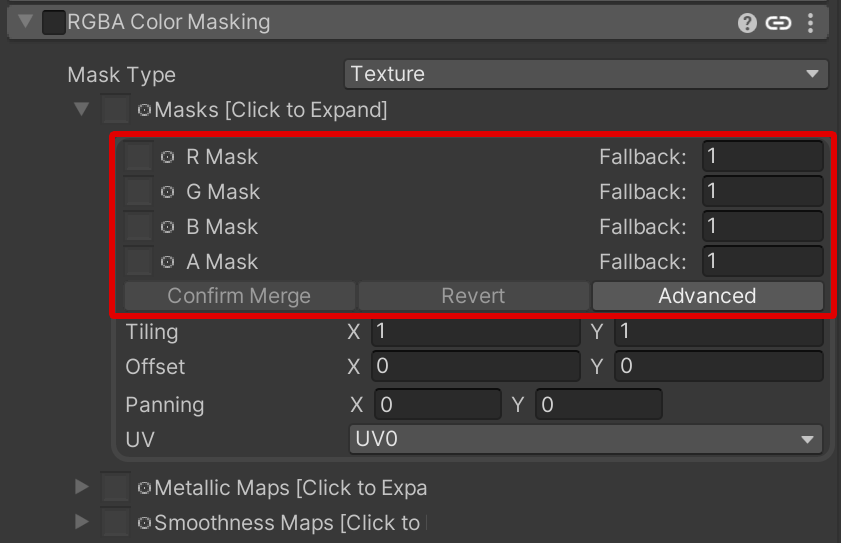 RGBA Color Masking
Mask Type Texture
Masks [Click to Expand]
R Mask Fallback: 1
G Mask Fallback: 1
B Mask Fallback: 1
A Mask Fallback: 1
Confirm Merge Revert Advanced
Tiling X 1 Y 1
Offset X 0 Y 0
Panning X 0 Y 0
UV UV0
Metallic Maps [Click to Expa
Smoothness Maps [Click to